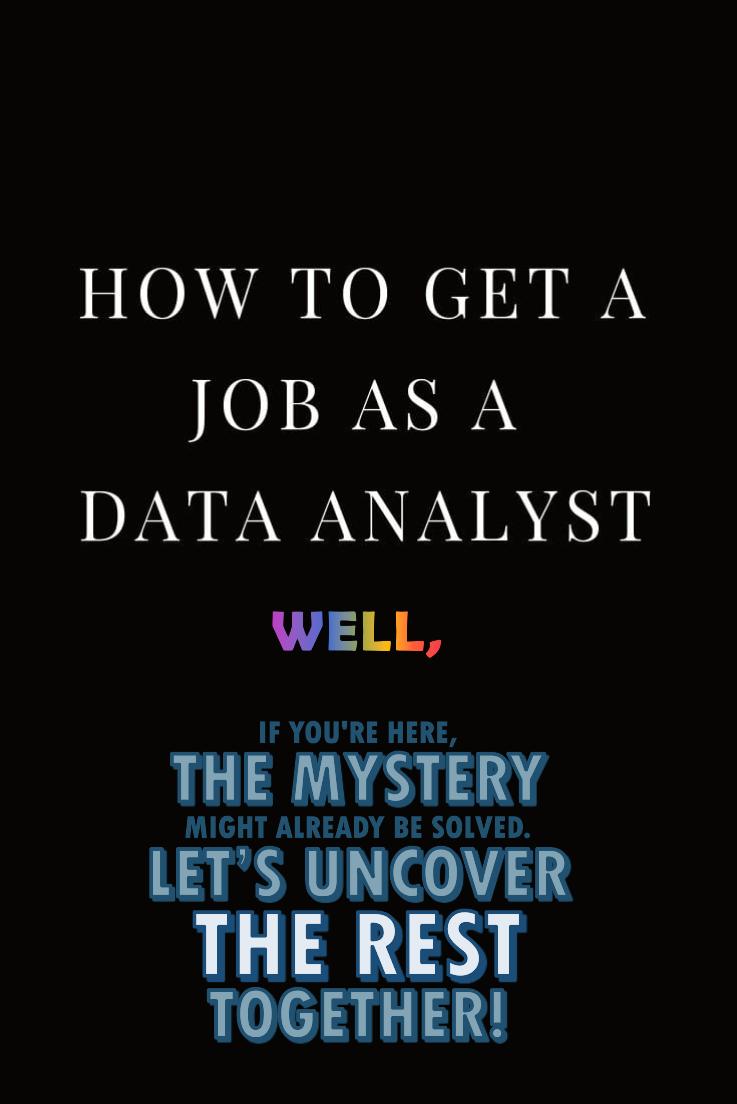 HOW TO GET A
JOB AS A
DATA ANALYST
WELL,
IF YOU'RE HERE,
THE MYSTERY
MIGHT ALREADY BE SOLVED.
LET’S UNCOVER
THE REST
TOGETHER!